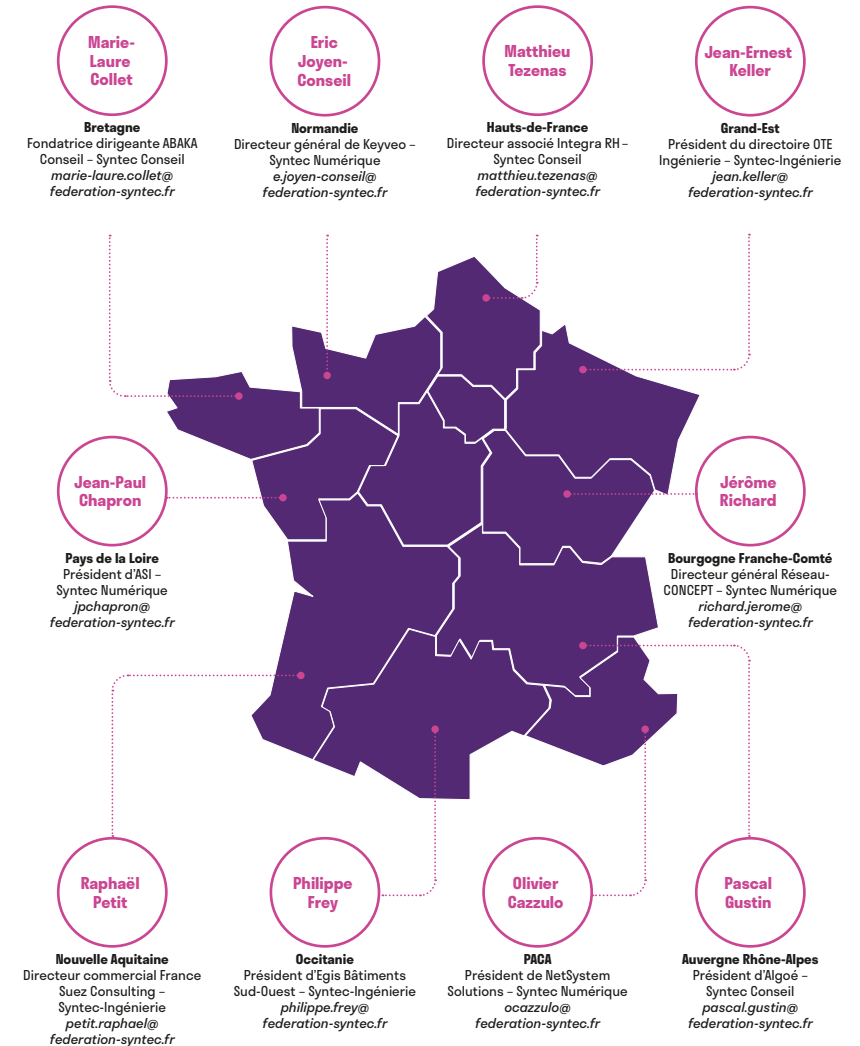 Marie-
Laure
Collet
Bretagne
Fondatrice dirigeante ABAKA
Conseil – Syntec Conseil
marie-laure.collet@
federation-syntec.fr
Eric
Joyen-
Conseil
Normandie
Directeur général de Keyveo –
Syntec Numérique
e.joyen-conseil@
federation-syntec.fr
Matthieu
Tezenas
Hauts-de-France
Directeur associé Integra RH –
Syntec Conseil
matthieu.tezenas@
federation-syntec.fr
Jean-Ernest
Keller
Grand-Est
Président du directoire OTE
Ingénierie – Syntec-Ingénierie
jean.keller@
federation-syntec.fr
Jean-Paul
Chapron
Pays de la Loire
Président d'ASI –
Syntec Numérique
jpchapron@
federation-syntec.fr
Jérôme
Richard
Bourgogne Franche-Comté
Directeur général Réseau-
CONCEPT – Syntec Numérique
richard.jerome@
federation-syntec.fr
Raphaël
Petit
Nouvelle Aquitaine
Directeur commercial France
Suez Consulting –
Syntec-Ingénierie
petit.raphael@
federation-syntec.fr
Philippe
Frey
Occitanie
Président d'Egis Bâtiments
Sud-Ouest – Syntec-Ingénierie
philippe.frey@
federation-syntec.fr
Olivier
Cazzulo
PACA
Président de NetSystem
Solutions – Syntec Numérique
ocazzulo@
federation-syntec.fr
Pascal
Gustin
Auvergne Rhône-Alpes
Président d'Algoé –
Syntec Conseil
pascal.gustin@
federation-syntec.fr